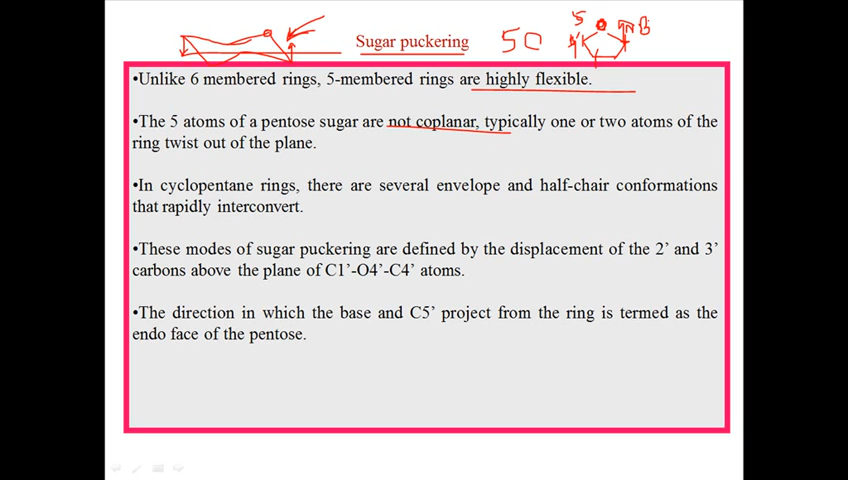 Sugar puckering
5
5
B
•Unlike 6 membered rings, 5-membered rings are highly flexible.
•The 5 atoms of a pentose sugar are not coplanar, typically one or two atoms of the
ring twist out of the plane.
•In cyclopentane rings, there are several envelope and half-chair conformations
that rapidly interconvert.
•These modes of sugar puckering are defined by the displacement of the 2’ and 3’
carbons above the plane of C1’-O4’-C4’ atoms.
•The direction in which the base and C5’ project from the ring is termed as the
endo face of the pentose.